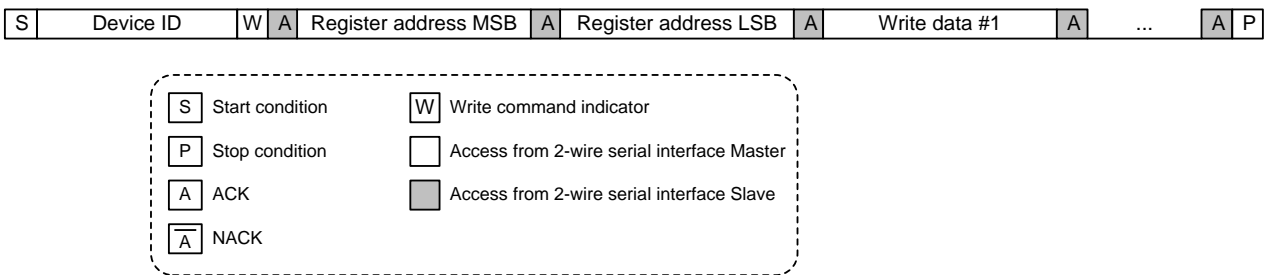 S Device ID W A Register address MSB A Register address LSB A Write data #1 A ... A P
S Start condition W Write command indicator
P Stop condition Access from 2-wire serial interface Master
A ACK Access from 2-wire serial interface Slave
A̅ NACK